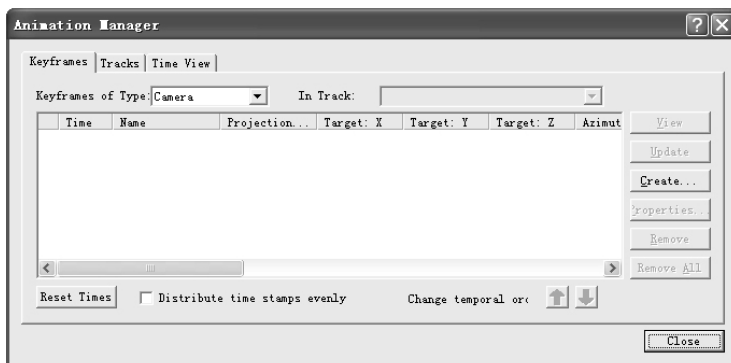 Animation Manager
Keyframes Tracks Time View
Keyframes of Type: Camera In Track:
Time Name Projection... Target: X Target: Y Target: Z Azimut
View
Update
Create...
Properties..
Remove
Remove All
Reset Times Distribute time stamps evenly Change temporal orc
Close